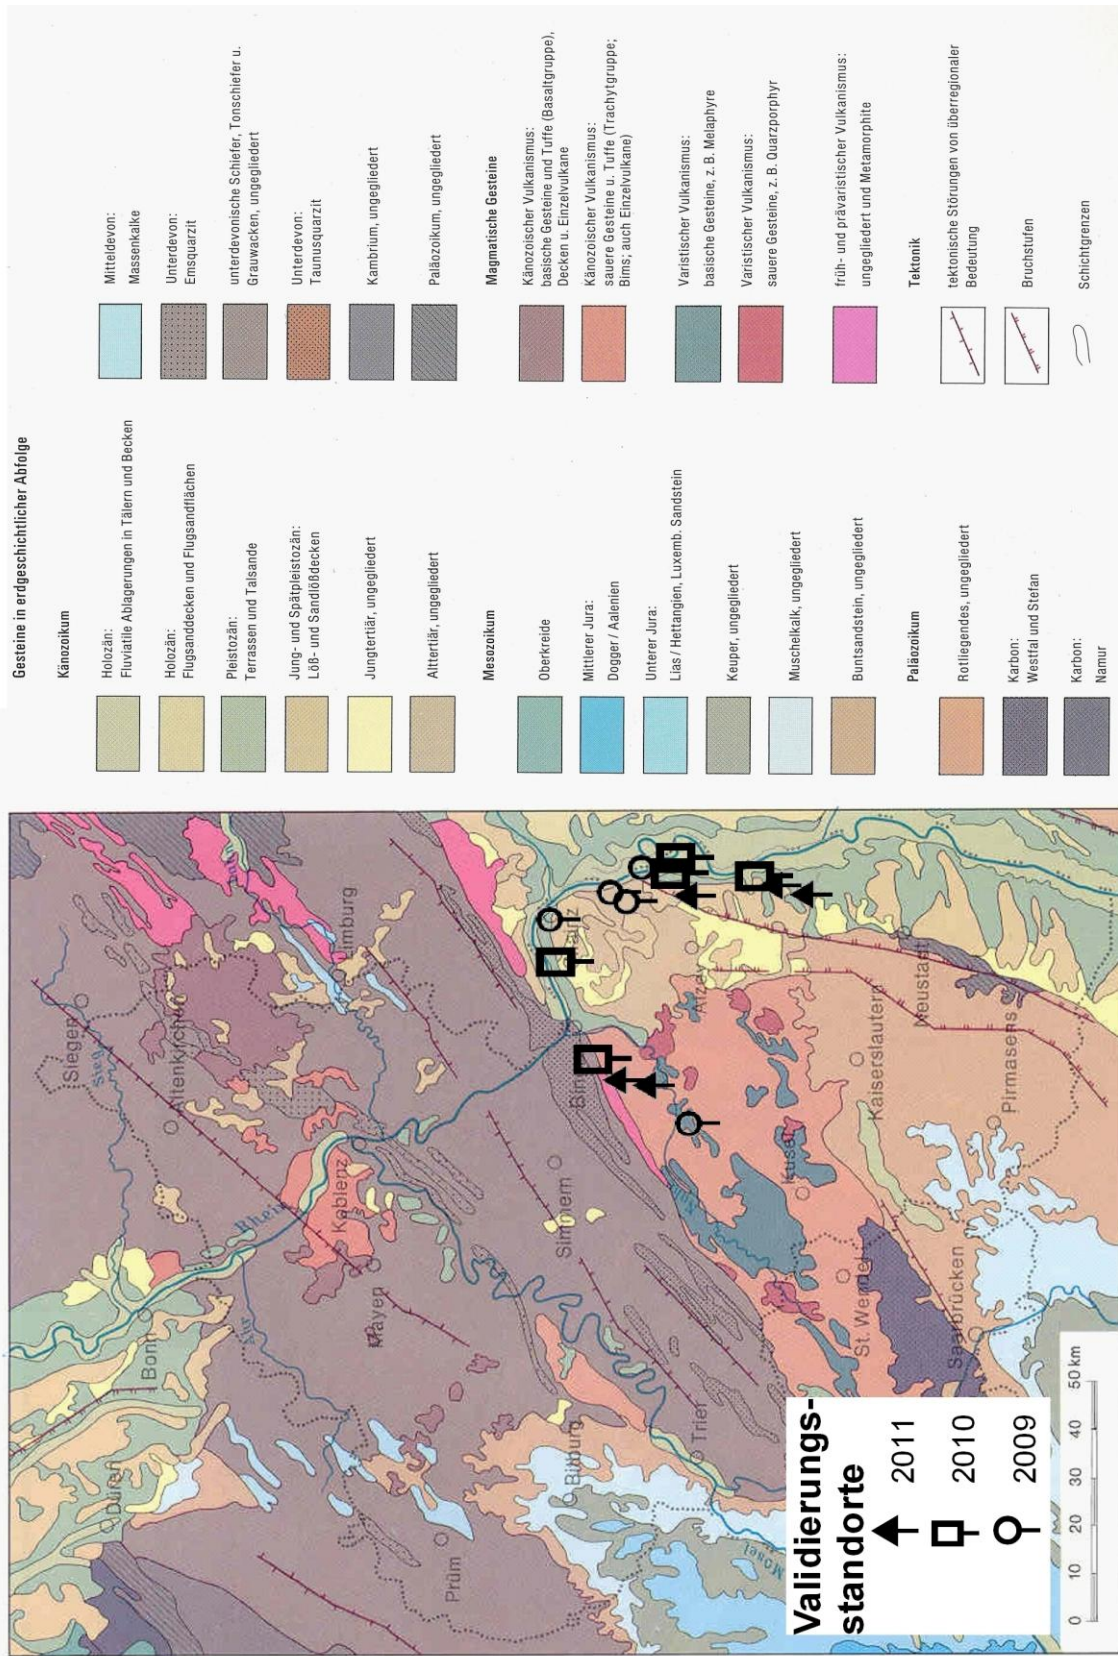 Gesteine in erdgeschichtlicher Abfolge
Känozoikum
Holozän:
Fluviatile Ablagerungen in Tälern und Becken
Holozän:
Flugsanddecken und Flugsandflächen
Pleistozän:
Terrassen und Talsande
Jung- und Spätpleistozän:
Löß- und Sandlößdecken
Jungtertiär, ungegliedert
Alttertiär, ungegliedert
Mesozoikum
Oberkreide
Mittlerer Jura:
Dogger / Aalenien
Unterer Jura:
Lias / Hettangien, Luxemb. Sandstein
Keuper, ungegliedert
Muschelkalk, ungegliedert
Buntsandstein, ungegliedert
Paläozoikum
Rotliegendes, ungegliedert
Karbon:
Westfal und Stefan
Karbon:
Namur
Mitteldevon:
Massenkalke
Unterdevon:
Emsquarzit
unterdevonische Schiefer, Tonschiefer u.
Grauwacken, ungegliedert
Unterdevon:
Taunusquarzit
Kambrium, ungegliedert
Paläozoikum, ungegliedert
Magmatische Gesteine
Känozoischer Vulkanismus:
basische Gesteine und Tuffe (Basaltgruppe),
Decken u. Einzelvulkane
Känozoischer Vulkanismus:
sauere Gesteine u. Tuffe (Trachytgruppe;
Bims; auch Einzelvulkane)
Varistischer Vulkanismus:
basische Gesteine, z. B. Melaphyre
Varistischer Vulkanismus:
sauere Gesteine, z. B. Quarzporphyr
früh- und prävaristischer Vulkanismus:
ungegliedert und Metamorphite
Tektonik
tektonische Störungen von überregionaler
Bedeutung
Bruchstufen
Schichtgrenzen
Düren
Bonn
Siegen
Sieg
Altenkirchen
Rhein
Ahr
Lahn
Limburg
Koblenz
Mayen
Prüm
Simmern
Bitburg
Trier
Mosel
Nahe
Alzey
Kusel
St. Wendel
Kaiserslautern
Neustadt
Saarbrücken
Pirmasens
Validierungs-
standorte
2011
2010
2009
0 10 20 30 40 50 km